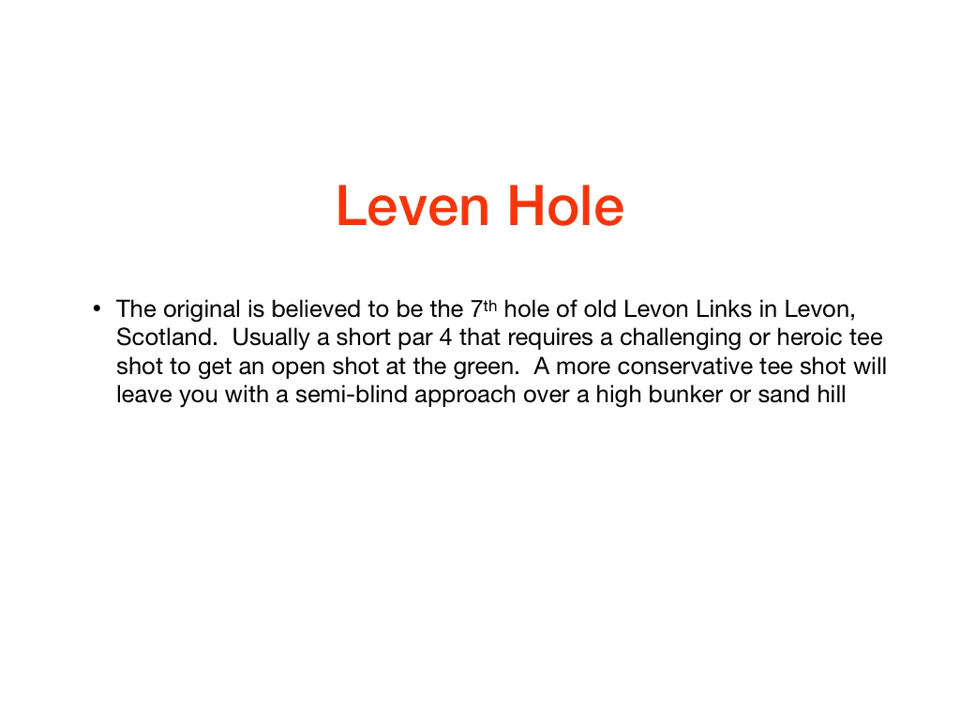 Leven Hole
• The original is believed to be the 7th hole of old Levon Links in Levon,
Scotland.  Usually a short par 4 that requires a challenging or heroic tee
shot to get an open shot at the green.  A more conservative tee shot will
leave you with a semi-blind approach over a high bunker or sand hill